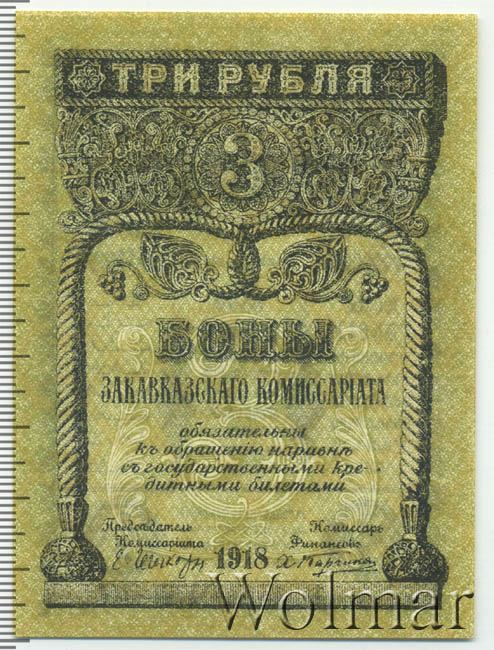 ТРИ РУБЛЯ
3
БОНЫ
ЗАКАВКАЗСКАГО КОМИССАРІАТА
обязательны
къ обращенію наравнѣ
съ государственными кре-
дитными билетами
Предсѣдатель Комиссаръ
Комиссаріата Финансовъ
1918
Wolmar